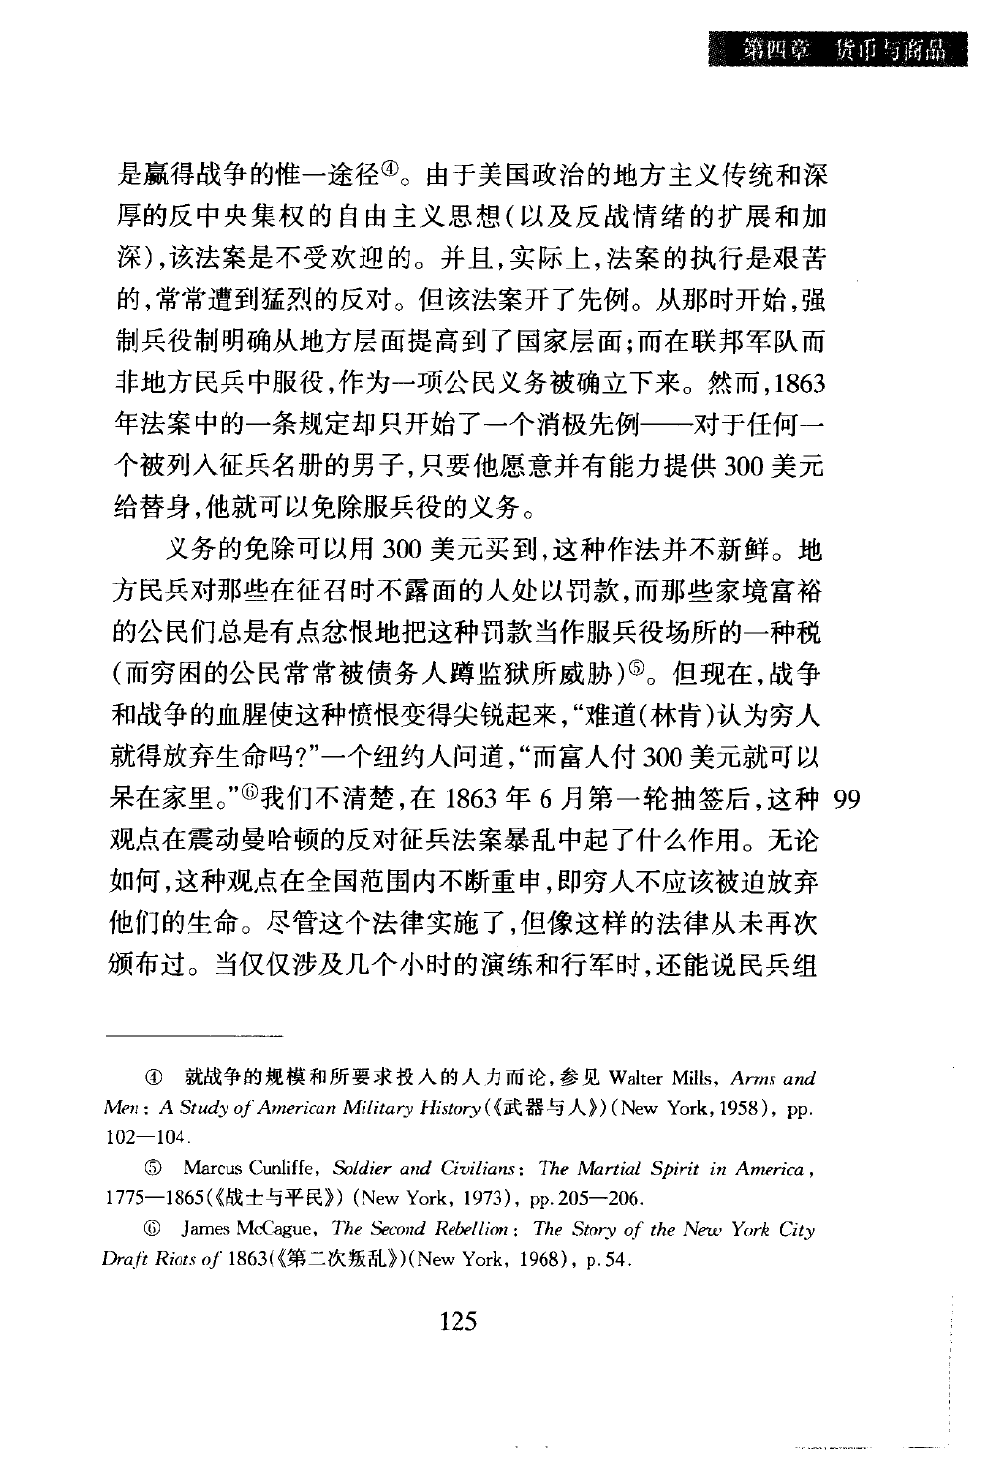 第四章 货币与商品
是赢得战争的惟一途径④。由于美国政治的地方主义传统和深
厚的反中央集权的自由主义思想(以及反战情绪的扩展和加
深),该法案是不受欢迎的。并且,实际上,法案的执行是艰苦
的,常常遭到猛烈的反对。但该法案开了先例。从那时开始,强
制兵役制明确从地方层面提高到了国家层面;而在联邦军队而
非地方民兵中服役,作为一项公民义务被确立下来。然而,1863
年法案中的一条规定却只开始了一个消极先例——对于任何一
个被列入征兵名册的男子,只要他愿意并有能力提供 300 美元
给替身,他就可以免除服兵役的义务。
义务的免除可以用 300 美元买到,这种作法并不新鲜。地
方民兵对那些在征召时不露面的人处以罚款,而那些家境富裕
的公民们总是有点忿恨地把这种罚款当作服兵役场所的一种税
(而穷困的公民常常被债务人蹲监狱所威胁)⑤。但现在,战争
和战争的血腥使这种愤恨变得尖锐起来,“难道(林肯)认为穷人
就得放弃生命吗?”一个纽约人问道,“而富人付 300 美元就可以
呆在家里。”⑥我们不清楚,在 1863 年 6 月第一轮抽签后,这种 99
观点在震动曼哈顿的反对征兵法案暴乱中起了什么作用。无论
如何,这种观点在全国范围内不断重申,即穷人不应该被迫放弃
他们的生命。尽管这个法律实施了,但像这样的法律从未再次
颁布过。当仅仅涉及几个小时的演练和行军时,还能说民兵组
④ 就战争的规模和所要求投入的人力而论,参见 Walter Mills, Arms and
Men: A Study of American Military History(《武器与人》)(New York,1958), pp.
102—104.
⑤ Marcus Cunliffe, Soldier and Civilians: The Martial Spirit in America,
1775—1865(《战士与平民》) (New York, 1973), pp.205—206.
⑥ James McCague, The Second Rebellion: The Story of the New York City
Draft Riots of 1863(《第二次叛乱》)(New York, 1968), p.54.
125